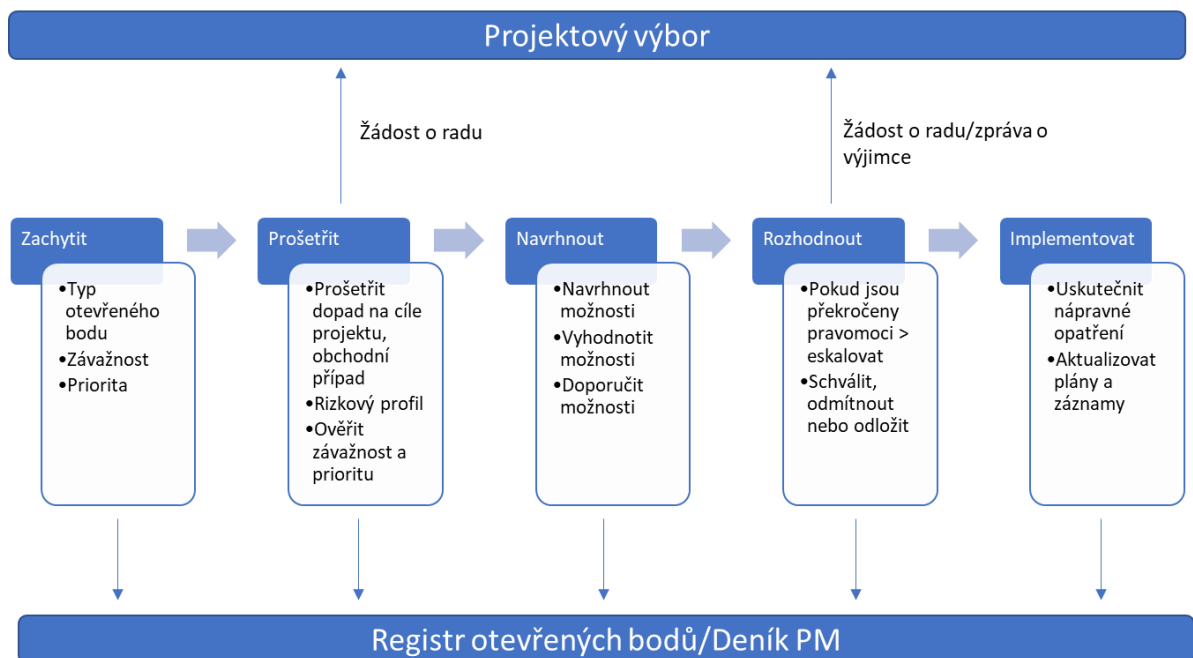 Projektový výbor
Žádost o radu
Žádost o radu/zpráva o
výjimce
Zachytit
•Typ
otevřeného
bodu
•Závažnost
•Priorita
Prošetřit
•Prošetřit
dopad na cíle
projektu,
obchodní
případ
•Rizkový profil
•Ověřit
závažnost a
prioritu
Navrhnout
•Navrhnout
možnosti
•Vyhodnotit
možnosti
•Doporučit
možnosti
Rozhodnout
•Pokud jsou
překročeny
pravomoci >
eskalovat
•Schválit,
odmítnout
nebo odložit
Implementovat
•Uskutečnit
nápravné
opatření
•Aktualizovat
plány a
záznamy
Registr otevřených bodů/Deník PM